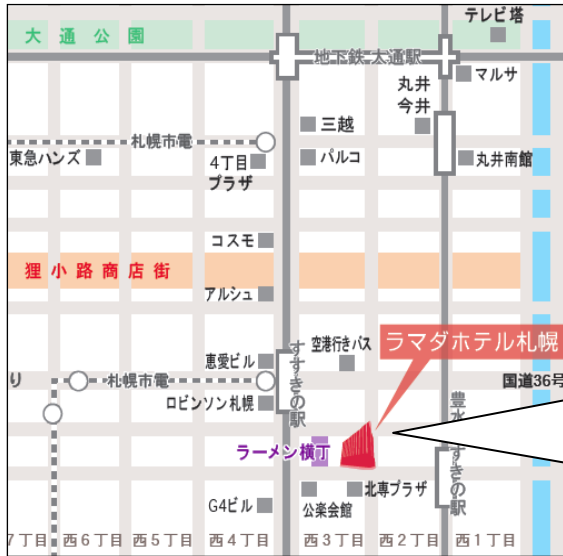 テレビ塔
大通公園
地下鉄 大通駅
マルサ
丸井
今井
三越
札幌市電
東急ハンズ
4丁目
プラザ
パルコ
丸井南館
コスモ
狸小路商店街
アルシュ
ラマダホテル札幌
空港行きバス
すすきの駅
恵愛ビル
り
札幌市電
国道36号
ロビンソン札幌
豊水すすきの駅
ラーメン横丁
北専プラザ
G4ビル
公楽会館
7丁目
西6丁目
西5丁目
西4丁目
西3丁目
西2丁目
西1丁目